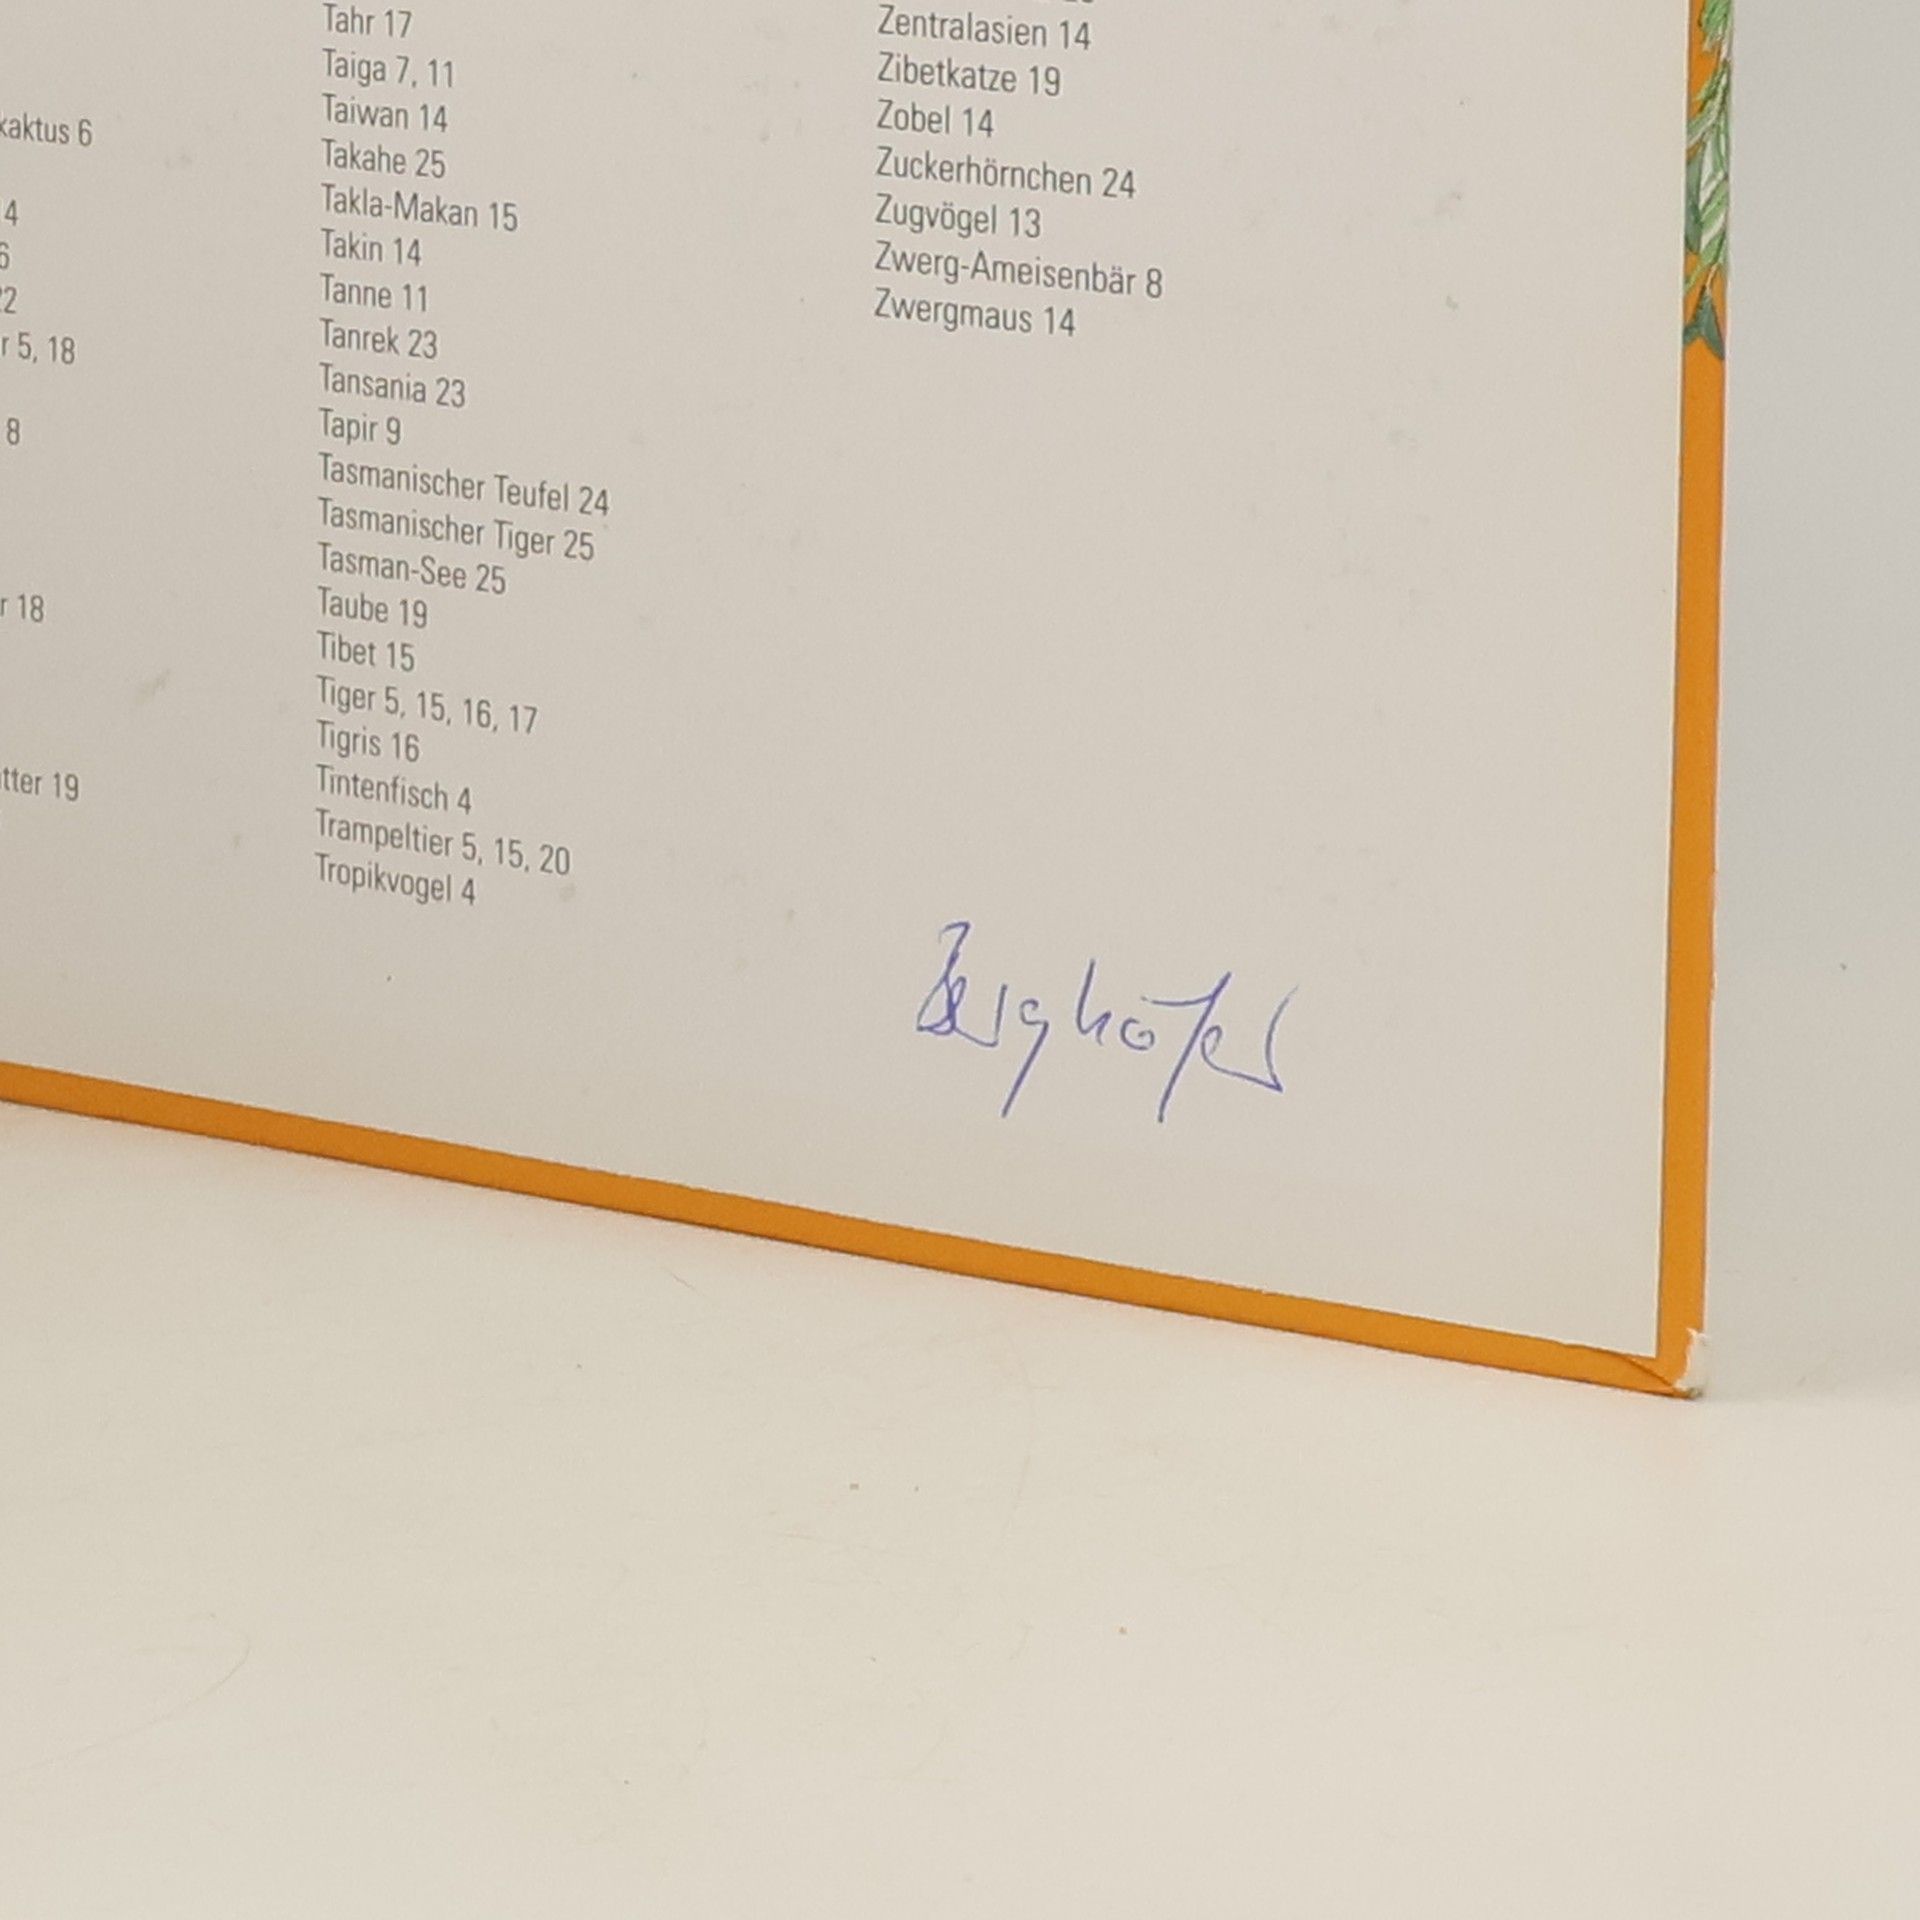 kaktus 6
4
6
22
r 5, 18
8
r 18
tter 19
Tahr 17
Taiga 7, 11
Taiwan 14
Takahe 25
Takla-Makan 15
Takin 14
Tanne 11
Tanrek 23
Tansania 23
Tapir 9
Tasmanischer Teufel 24
Tasmanischer Tiger 25
Tasman-See 25
Taube 19
Tibet 15
Tiger 5, 15, 16, 17
Tigris 16
Tintenfisch 4
Trampeltier 5, 15, 20
Tropikvogel 4
Zentralasien 14
Zibetkatze 19
Zobel 14
Zuckerhörnchen 24
Zugvögel 13
Zwerg-Ameisenbär 8
Zwergmaus 14
Berghöfer